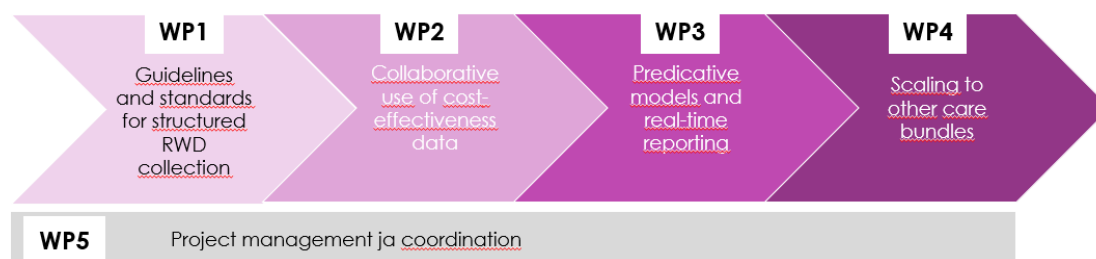 WP1
Guidelines
and standards
for structured
RWD
collection
WP2
Collaborative
use of cost-
effectiveness
data
WP3
Predicative
models and
real-time
reporting
WP4
Scaling to
other care
bundles
WP5
Project management ja coordination